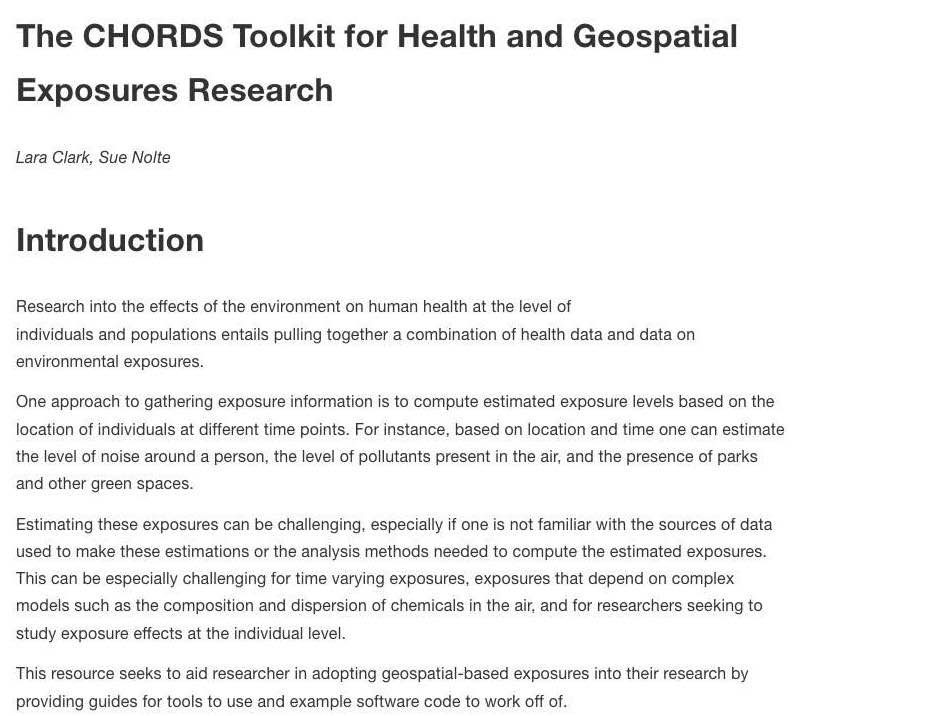 The CHORDS Toolkit for Health and Geospatial
Exposures Research
Lara Clark, Sue Nolte
Introduction
Research into the effects of the environment on human health at the level of
individuals and populations entails pulling together a combination of health data and data on
environmental exposures.
One approach to gathering exposure information is to compute estimated exposure levels based on the
location of individuals at different time points. For instance, based on location and time one can estimate
the level of noise around a person, the level of pollutants present in the air, and the presence of parks
and other green spaces.
Estimating these exposures can be challenging, especially if one is not familiar with the sources of data
used to make these estimations or the analysis methods needed to compute the estimated exposures.
This can be especially challenging for time varying exposures, exposures that depend on complex
models such as the composition and dispersion of chemicals in the air, and for researchers seeking to
study exposure effects at the individual level.
This resource seeks to aid researcher in adopting geospatial-based exposures into their research by
providing guides for tools to use and example software code to work off of.